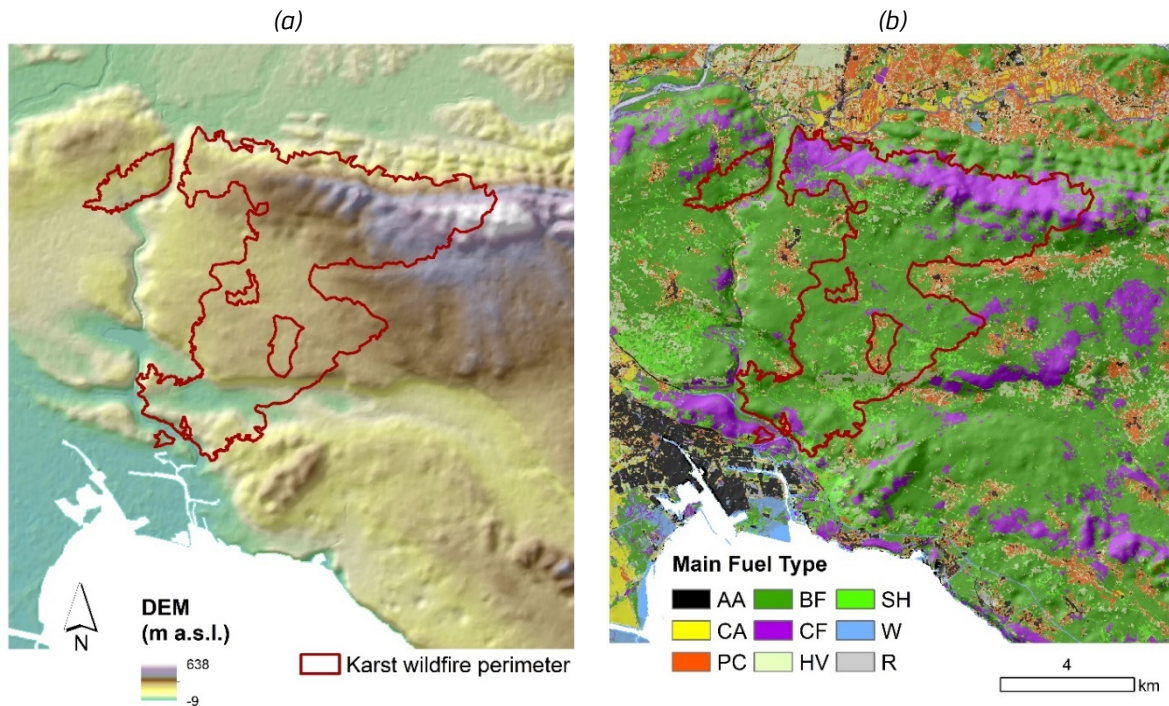 (a)
(b)
N
DEM
(m a.s.l.)
638
-9
Karst wildfire perimeter
Main Fuel Type
AA BF SH
CA CF W
PC HV R
4
km